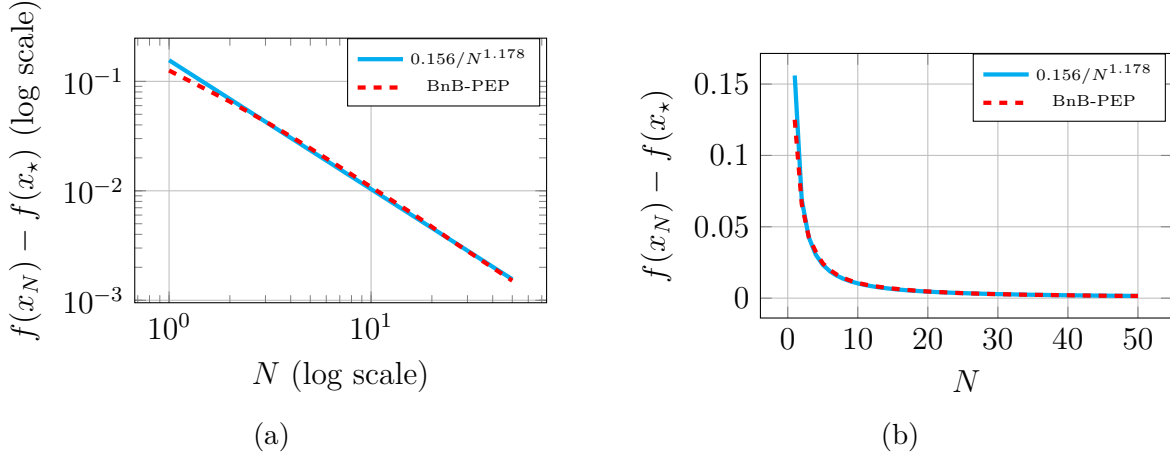 f(x_N) − f(x_⋆) (log scale)
10^{−1}
10^{−2}
10^{−3}
10^0
10^1
N (log scale)
0.156/N^{1.178}
BnB-PEP
(a)
f(x_N) − f(x_⋆)
0.15
0.1
0.05
0
0
10
20
30
40
50
N
0.156/N^{1.178}
BnB-PEP
(b)